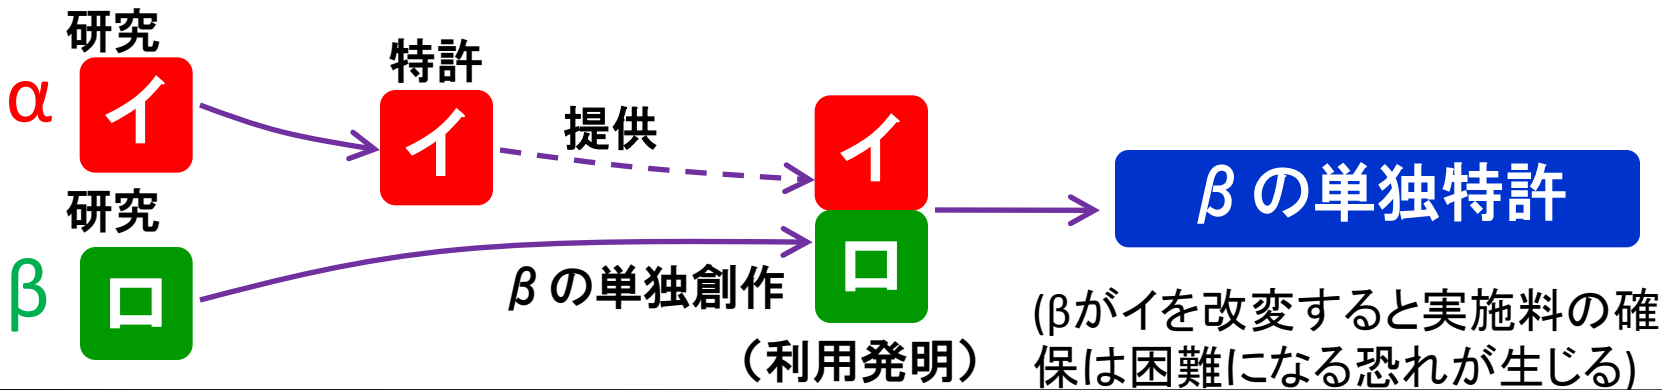 研究
α
イ
特許
イ
提供
イ
βの単独特許
研究
β
ロ
βの単独創作
ロ
(利用発明)
(βがイを改変すると実施料の確
保は困難になる恐れが生じる)